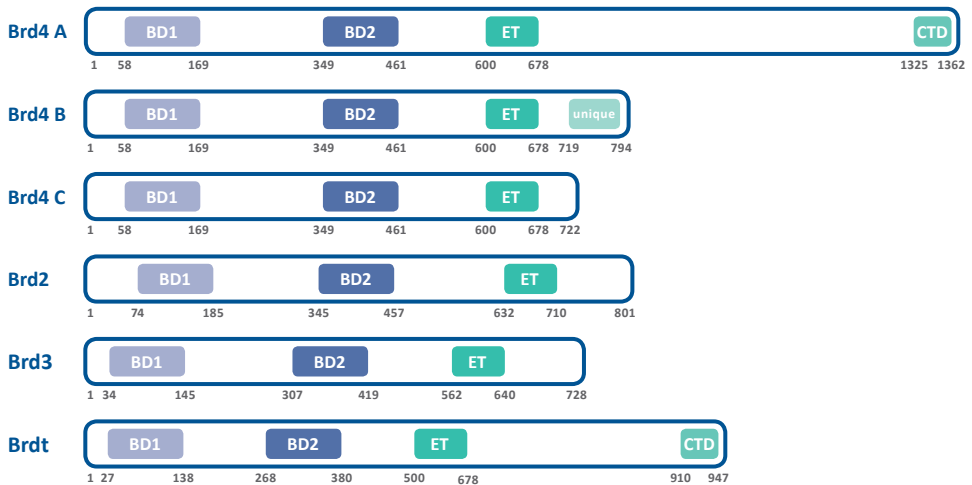 Brd4 A BD1 BD2 ET CTD
1 58 169 349 461 600 678 1325 1362
Brd4 B BD1 BD2 ET unique
1 58 169 349 461 600 678 719 794
Brd4 C BD1 BD2 ET
1 58 169 349 461 600 678 722
Brd2 BD1 BD2 ET
1 74 185 345 457 632 710 801
Brd3 BD1 BD2 ET
1 34 145 307 419 562 640 728
Brdt BD1 BD2 ET CTD
1 27 138 268 380 500 678 910 947